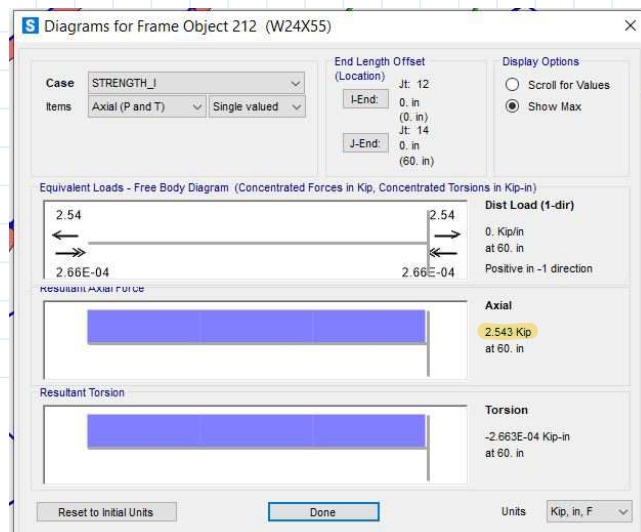 S Diagrams for Frame Object 212 (W24X55)
Case STRENGTH_I
Items Axial (P and T) Single valued
End Length Offset
(Location)
Jt: 12
I-End: 0. in
(0. in)
Jt: 14
J-End: 0. in
(60. in)
Display Options
Scroll for Values
Show Max
Equivalent Loads - Free Body Diagram (Concentrated Forces in Kip, Concentrated Torsions in Kip-in)
2.54 2.54
2.66E-04 2.66E-04
Dist Load (1-dir)
0. Kip/in
at 60. in
Positive in -1 direction
Resultant Axial Force
Axial
2.543 Kip
at 60. in
Resultant Torsion
Torsion
-2.663E-04 Kip-in
at 60. in
Reset to Initial Units Done Units Kip, in, F